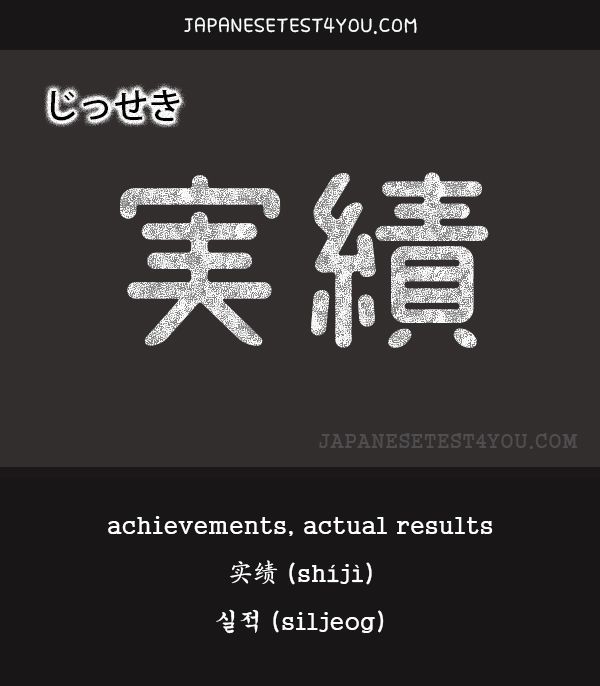 JAPANESETEST4YOU.COM
じっせき
実績
JAPANESETEST4YOU.COM
achievements, actual results
实绩 (shíjì)
실적 (siljeog)